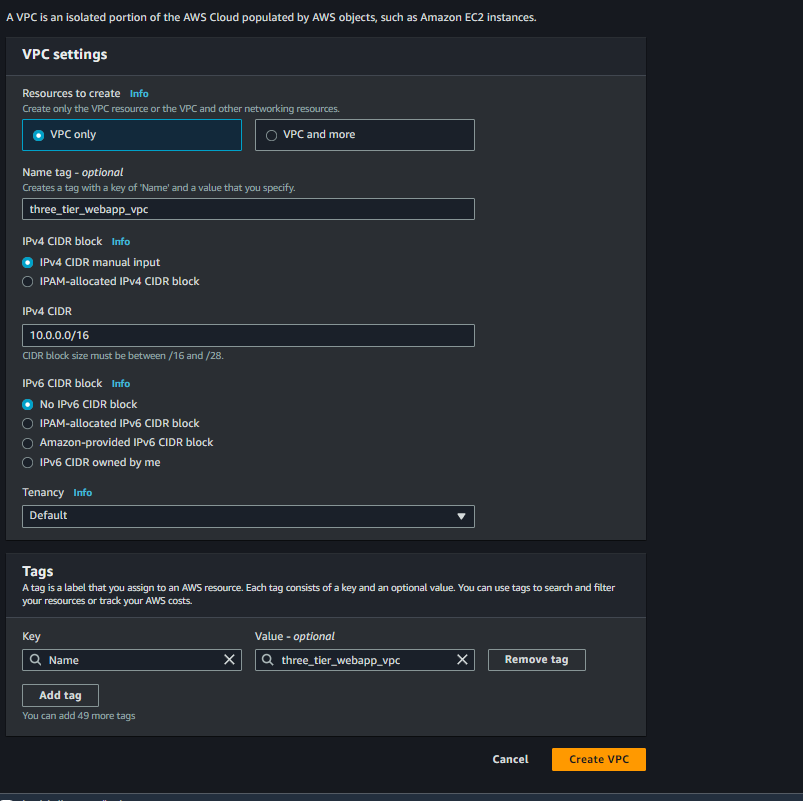 A VPC is an isolated portion of the AWS Cloud populated by AWS objects, such as Amazon EC2 instances.
VPC settings
Resources to create Info
Create only the VPC resource or the VPC and other networking resources.
VPC only
VPC and more
Name tag - optional
Creates a tag with a key of 'Name' and a value that you specify.
three_tier_webapp_vpc
IPv4 CIDR block Info
IPv4 CIDR manual input
IPAM-allocated IPv4 CIDR block
IPv4 CIDR
10.0.0.0/16
CIDR block size must be between /16 and /28.
IPv6 CIDR block Info
No IPv6 CIDR block
IPAM-allocated IPv6 CIDR block
Amazon-provided IPv6 CIDR block
IPv6 CIDR owned by me
Tenancy Info
Default
Tags
A tag is a label that you assign to an AWS resource. Each tag consists of a key and an optional value. You can use tags to search and filter
your resources or track your AWS costs.
Key
Value - optional
Name
three_tier_webapp_vpc
Remove tag
Add tag
You can add 49 more tags
Cancel
Create VPC